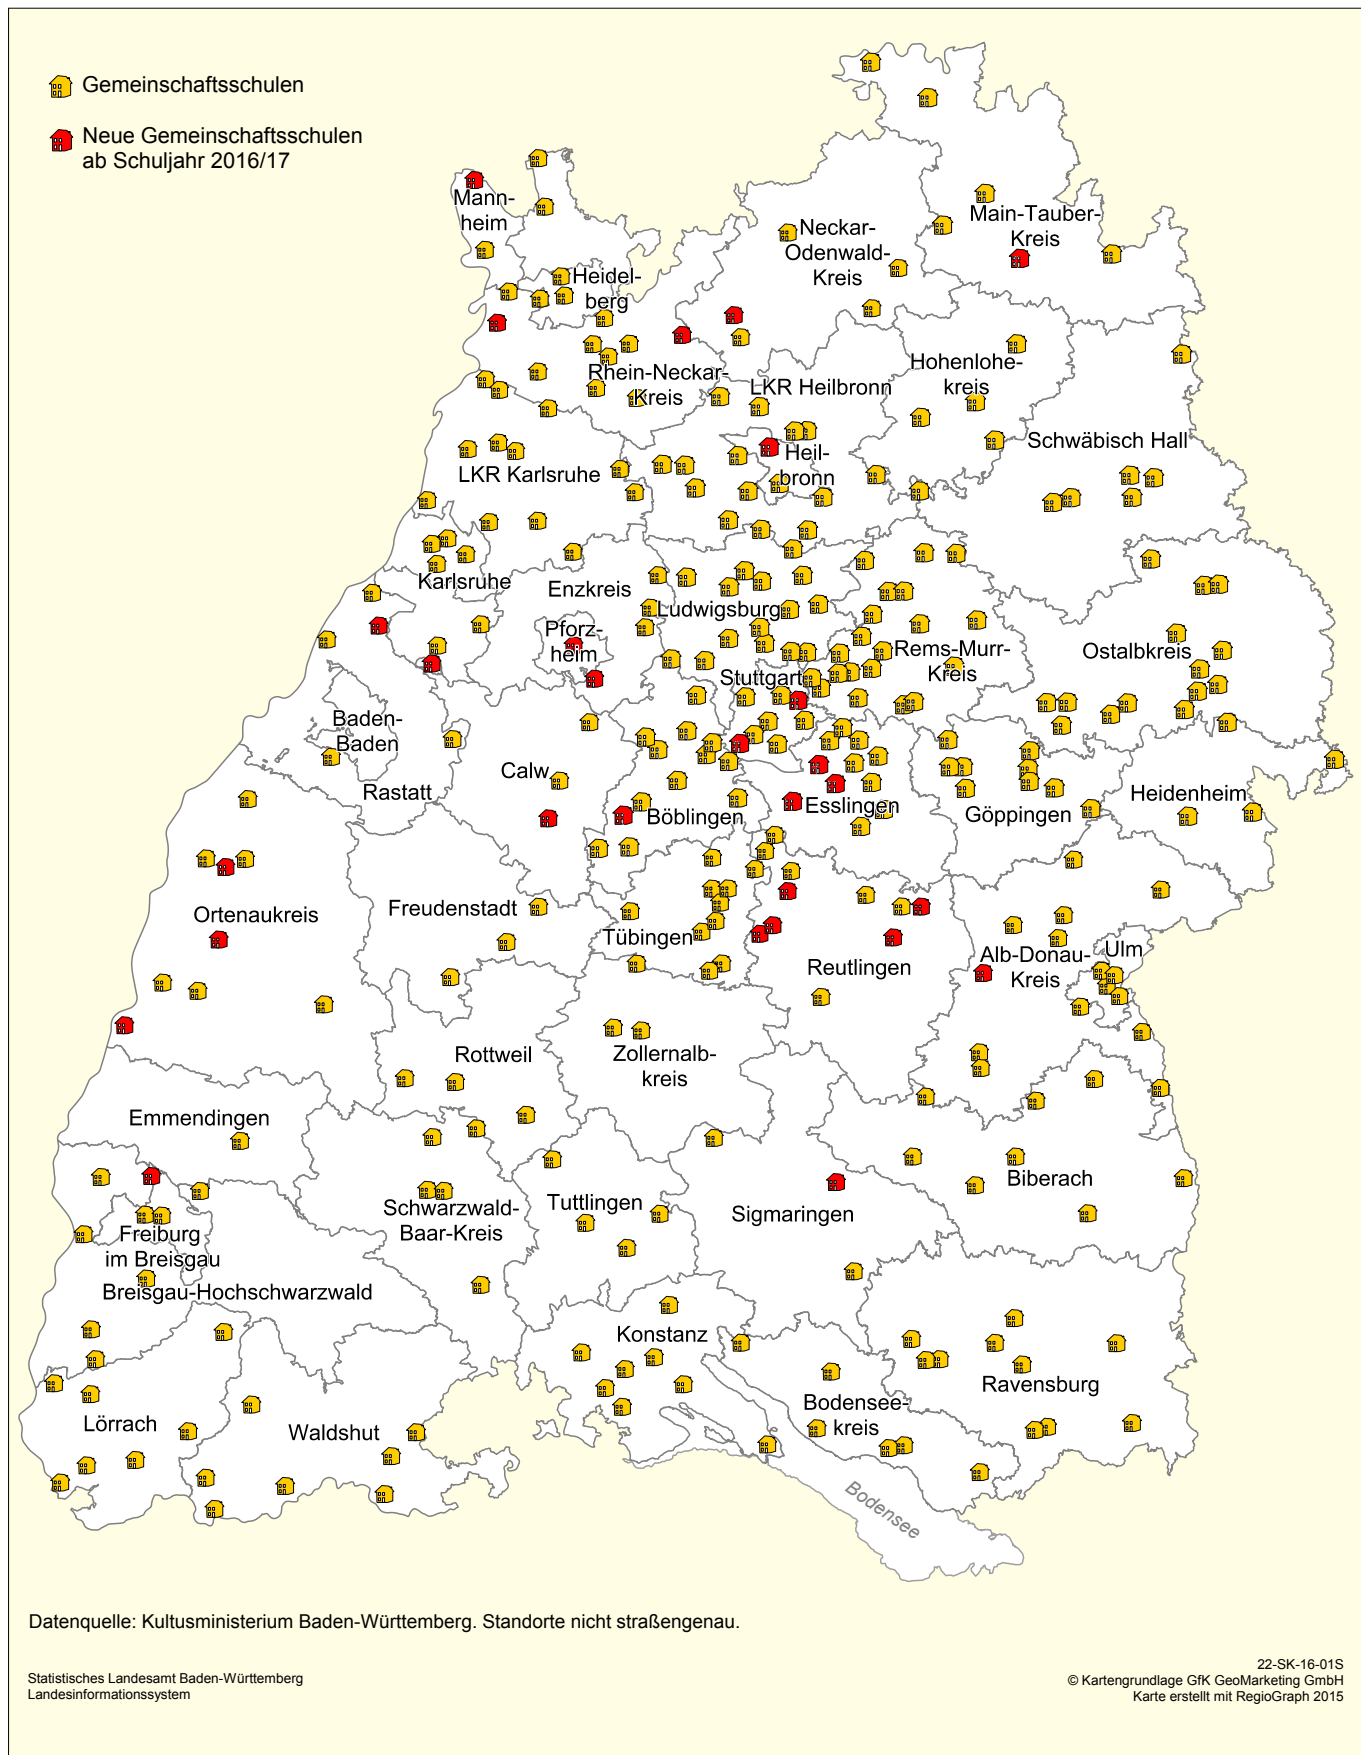 Gemeinschaftsschulen
Neue Gemeinschaftsschulen
ab Schuljahr 2016/17
Mann-
heim
Neckar-
Odenwald-
Kreis
Main-Tauber-
Kreis
Heidel-
berg
Rhein-Neckar-
Kreis
LKR Heilbronn
Hohenlohe-
kreis
Schwäbisch Hall
Heil-
bronn
LKR Karlsruhe
Karlsruhe
Enzkreis
Ludwigsburg
Pforz-
heim
Rems-Murr-
Kreis
Ostalbkreis
Stuttgart
Baden-
Baden
Rastatt
Calw
Böblingen
Esslingen
Göppingen
Heidenheim
Ortenaukreis
Freudenstadt
Tübingen
Reutlingen
Alb-Donau-
Kreis
Ulm
Rottweil
Zollernalb-
kreis
Emmendingen
Schwarzwald-
Baar-Kreis
Tuttlingen
Sigmaringen
Biberach
Freiburg
im Breisgau
Breisgau-Hochschwarzwald
Konstanz
Bodensee-
kreis
Ravensburg
Lörrach
Waldshut
Bodensee
Datenquelle: Kultusministerium Baden-Württemberg. Standorte nicht straßengenau.
Statistisches Landesamt Baden-Württemberg
Landesinformationssystem
22-SK-16-01S
© Kartengrundlage GfK GeoMarketing GmbH
Karte erstellt mit RegioGraph 2015